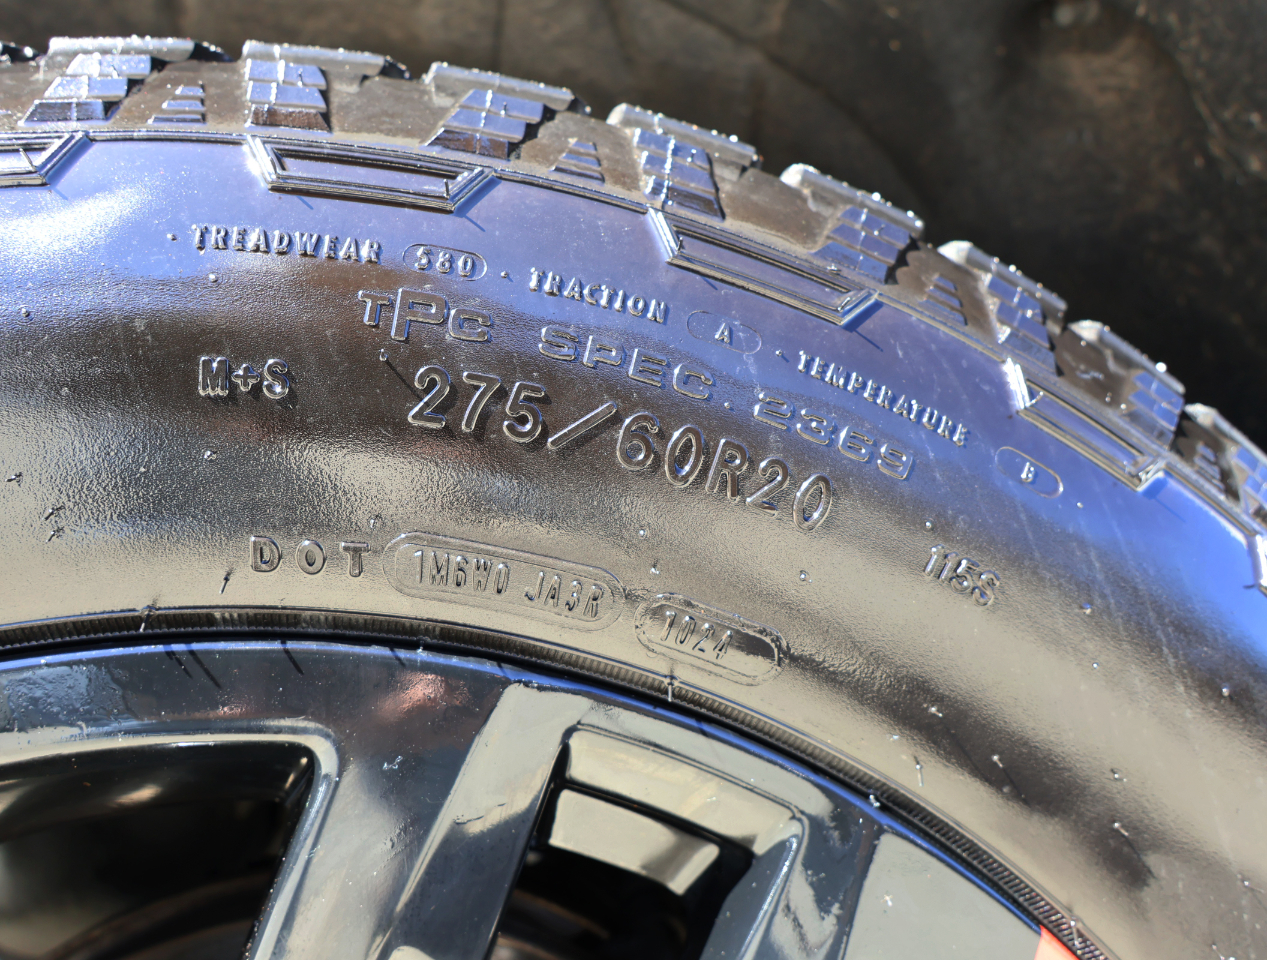 TREADWEAR 580 · TRACTION A · TEMPERATURE B
TPC SPEC. 2369
M+S
275/60R20
115S
DOT 1M6W0 JA3R 1024